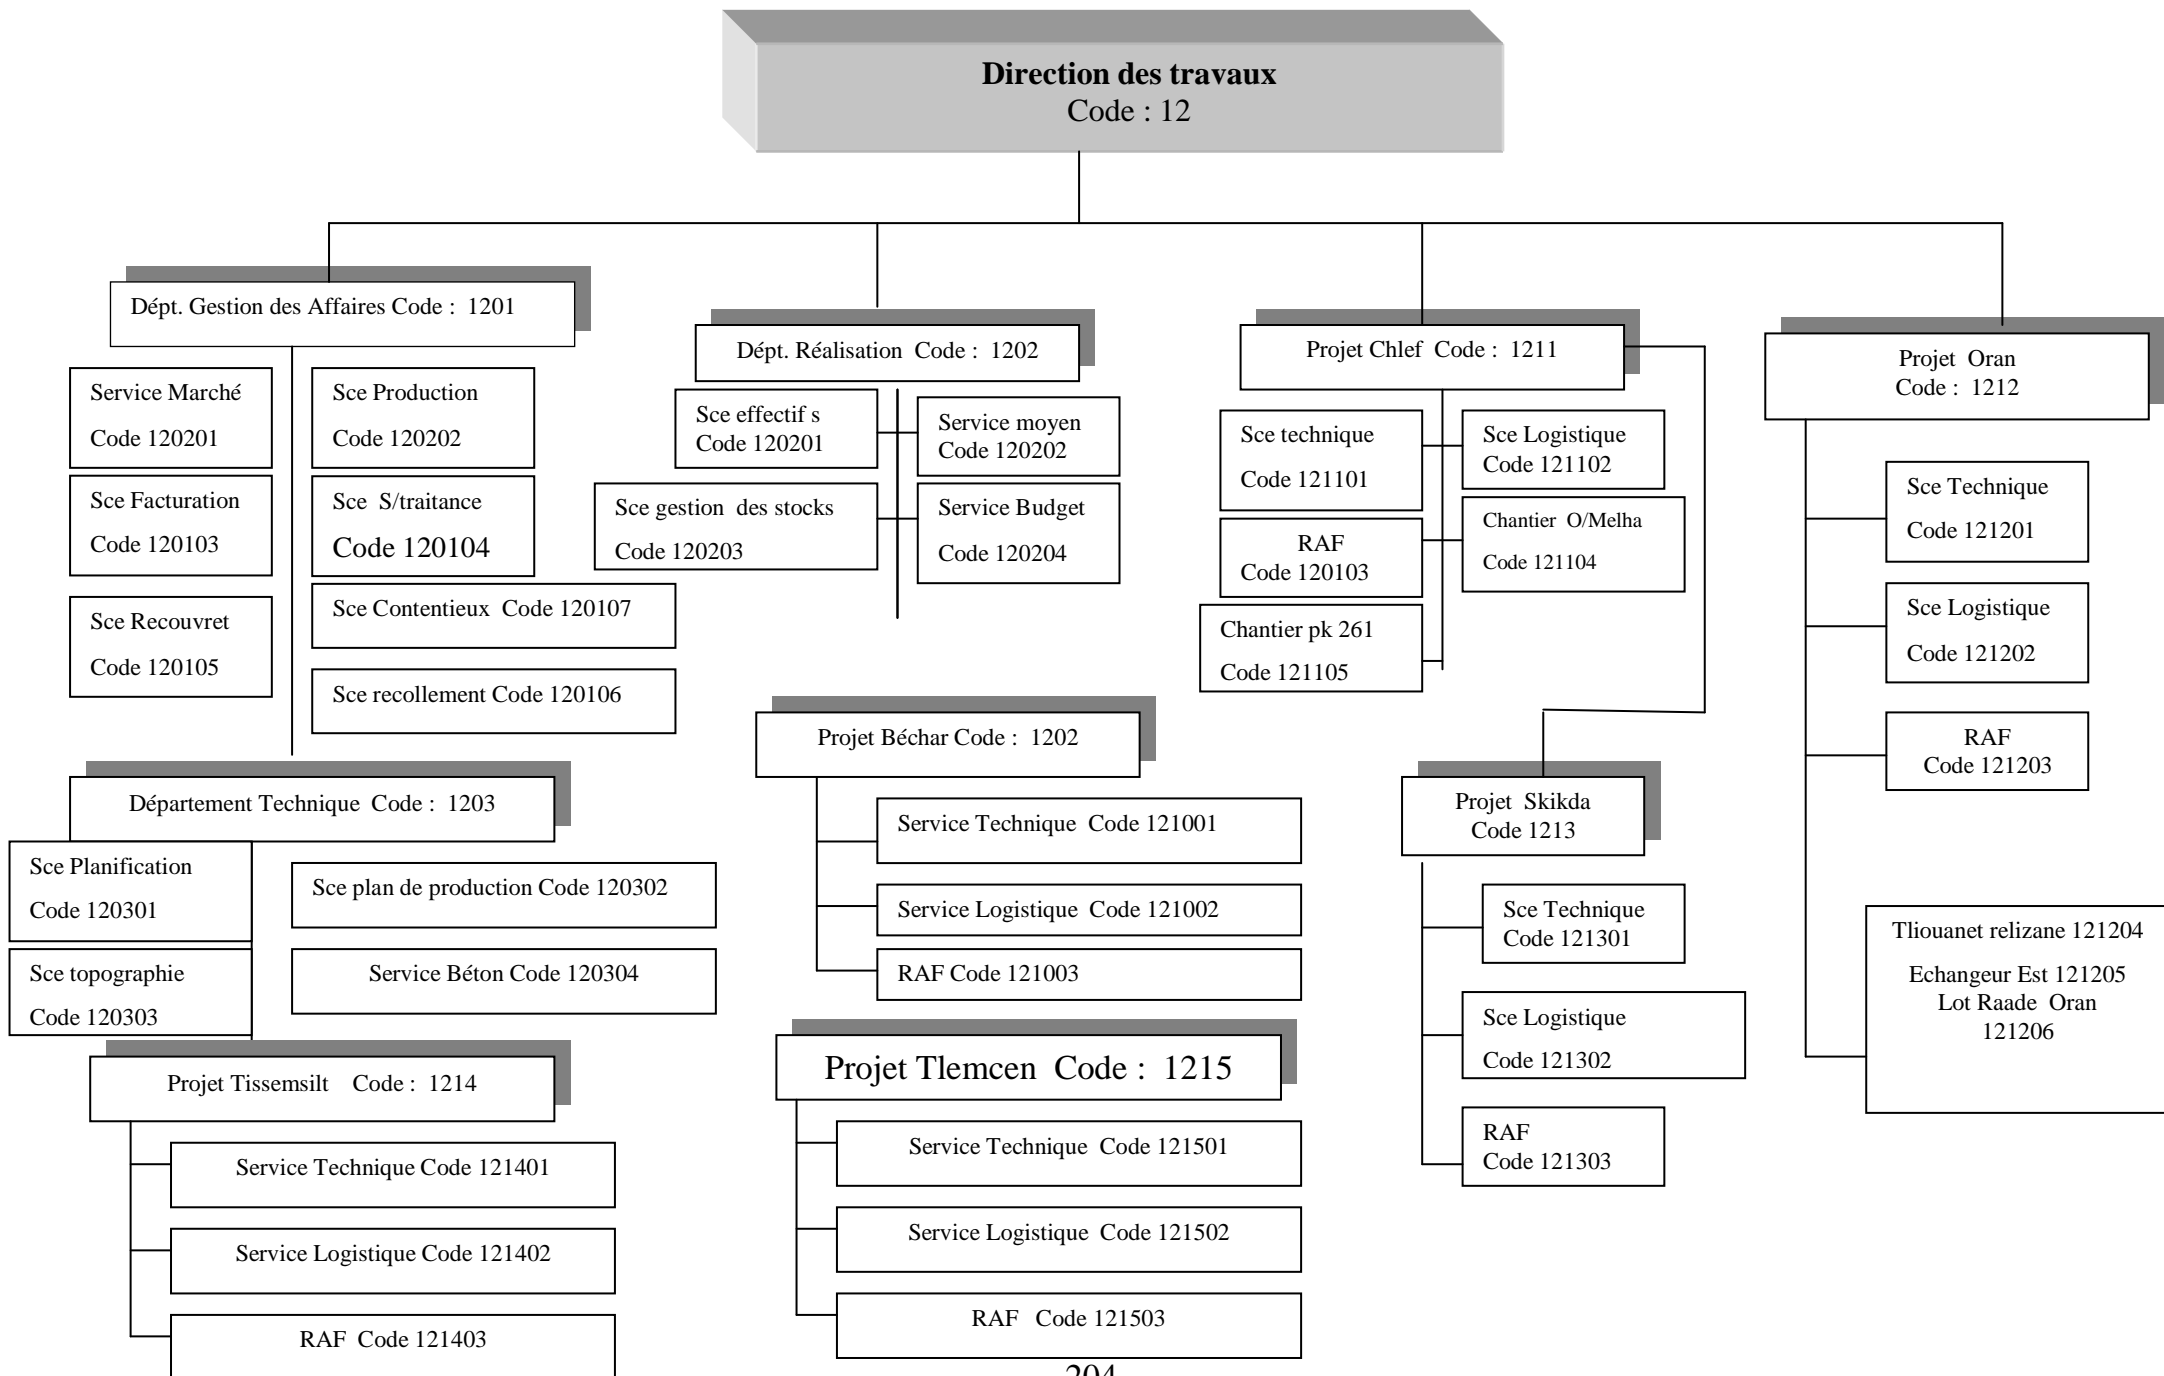 Direction des travaux
Code : 12
Dépt. Gestion des Affaires Code : 1201
Service Marché
Code 120201
Sce Production
Code 120202
Sce Facturation
Code 120103
Sce S/traitance
Code 120104
Sce Recouvret
Code 120105
Sce Contentieux Code 120107
Sce recollement Code 120106
Dépt. Réalisation Code : 1202
Sce effectif s
Code 120201
Service moyen
Code 120202
Sce gestion des stocks
Code 120203
Service Budget
Code 120204
Projet Chlef Code : 1211
Sce technique
Code 121101
Sce Logistique
Code 121102
RAF
Code 120103
Chantier O/Melha
Code 121104
Chantier pk 261
Code 121105
Projet Oran
Code : 1212
Sce Technique
Code 121201
Sce Logistique
Code 121202
RAF
Code 121203
Tliouanet relizane 121204
Echangeur Est 121205
Lot Raade Oran
121206
Département Technique Code : 1203
Sce Planification
Code 120301
Sce plan de production Code 120302
Sce topographie
Code 120303
Service Béton Code 120304
Projet Béchar Code : 1202
Service Technique Code 121001
Service Logistique Code 121002
RAF Code 121003
Projet Skikda
Code 1213
Sce Technique
Code 121301
Sce Logistique
Code 121302
RAF
Code 121303
Projet Tissemsilt Code : 1214
Service Technique Code 121401
Service Logistique Code 121402
RAF Code 121403
Projet Tlemcen Code : 1215
Service Technique Code 121501
Service Logistique Code 121502
RAF Code 121503
204